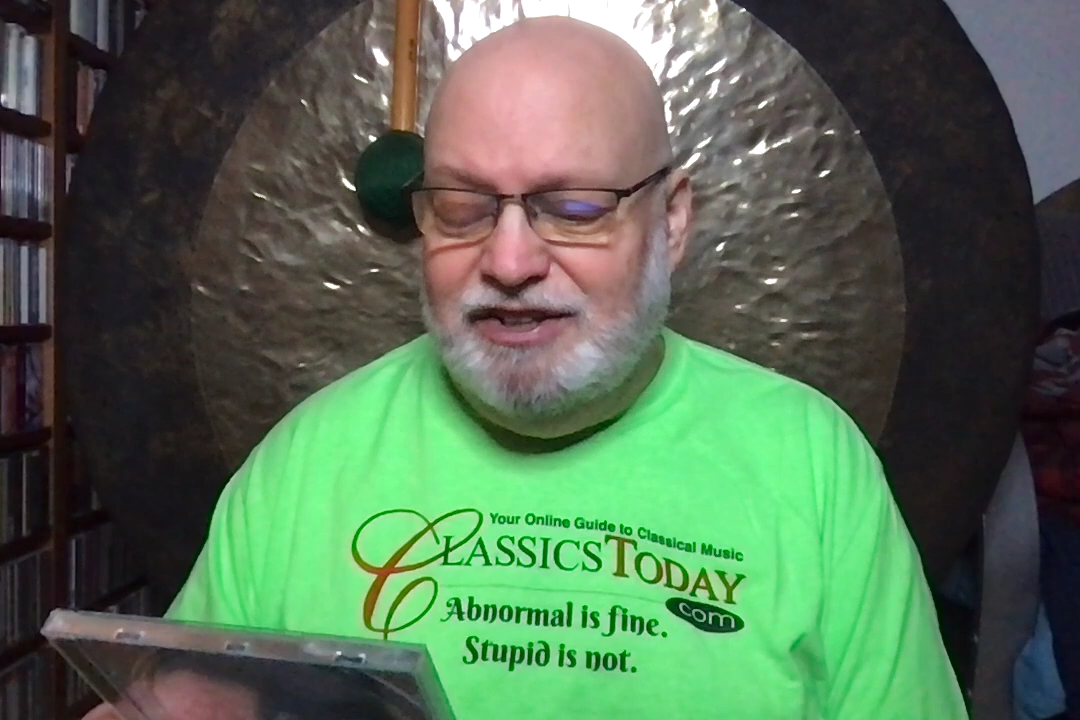 Your Online Guide to Classical Music
CLASSICSTODAY
com
Abnormal is fine.
Stupid is not.